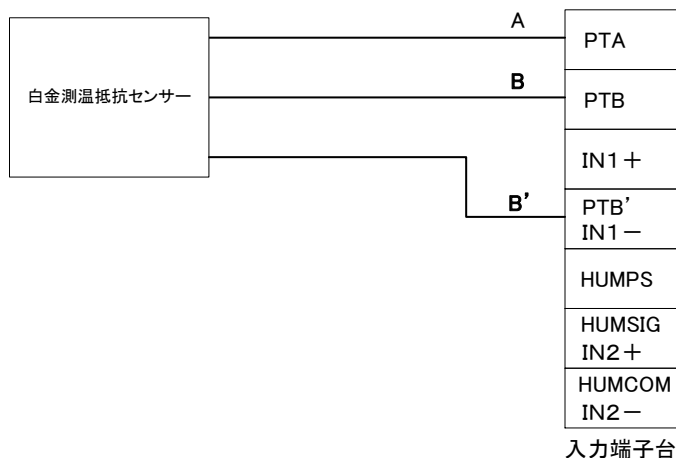 A
PTA
白金測温抵抗センサー
B
PTB
IN1+
B'
PTB'
IN1-
HUMPS
HUMSIG
IN2+
HUMCOM
IN2-
入力端子台